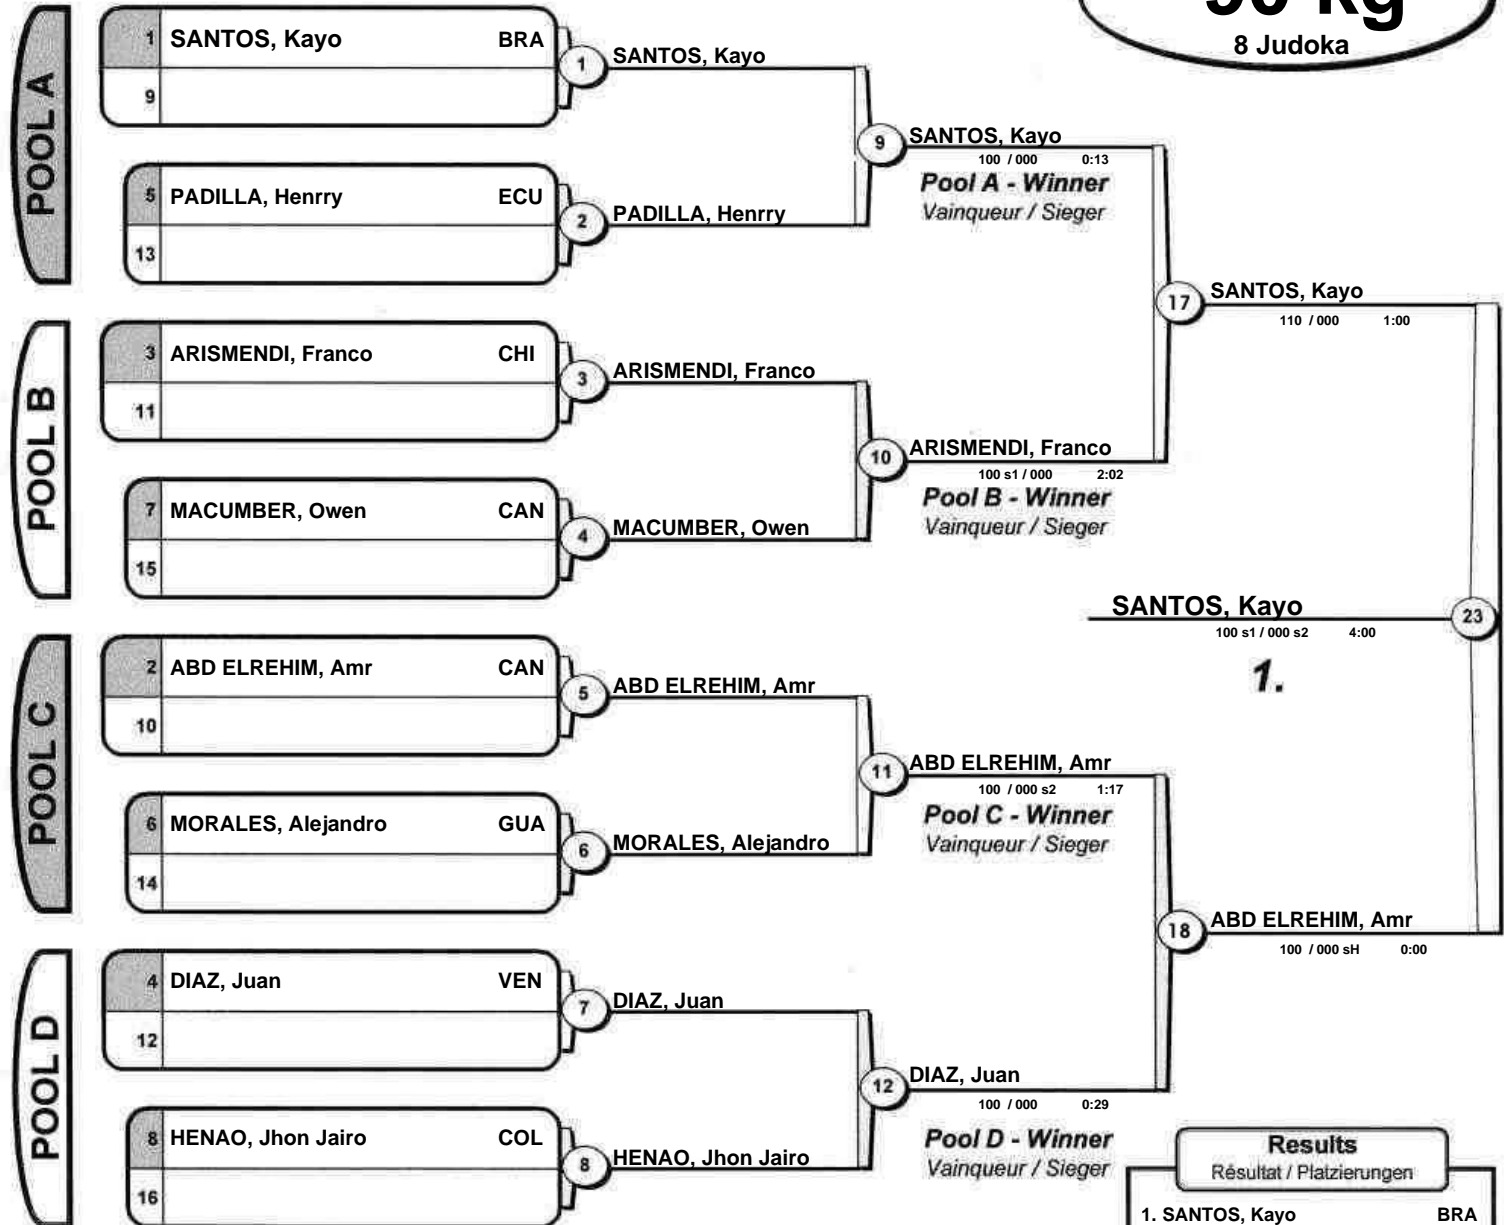 90 kg
8 Judoka
POOL A
1 SANTOS, Kayo BRA
9
1
SANTOS, Kayo
5 PADILLA, Henrry ECU
13
2
PADILLA, Henrry
9
SANTOS, Kayo
100 / 000 0:13
Pool A - Winner
Vainqueur / Sieger
POOL B
3 ARISMENDI, Franco CHI
11
3
ARISMENDI, Franco
7 MACUMBER, Owen CAN
15
4
MACUMBER, Owen
10
ARISMENDI, Franco
100 s1 / 000 2:02
Pool B - Winner
Vainqueur / Sieger
17
SANTOS, Kayo
110 / 000 1:00
SANTOS, Kayo
23
100 s1 / 000 s2 4:00
1.
POOL C
2 ABD ELREHIM, Amr CAN
10
5
ABD ELREHIM, Amr
6 MORALES, Alejandro GUA
14
6
MORALES, Alejandro
11
ABD ELREHIM, Amr
100 / 000 s2 1:17
Pool C - Winner
Vainqueur / Sieger
18
ABD ELREHIM, Amr
100 / 000 sH 0:00
POOL D
4 DIAZ, Juan VEN
12
7
DIAZ, Juan
8 HENAO, Jhon Jairo COL
16
8
HENAO, Jhon Jairo
12
DIAZ, Juan
100 / 000 0:29
Pool D - Winner
Vainqueur / Sieger
Results
Résultat / Platzierungen
1. SANTOS, Kayo BRA